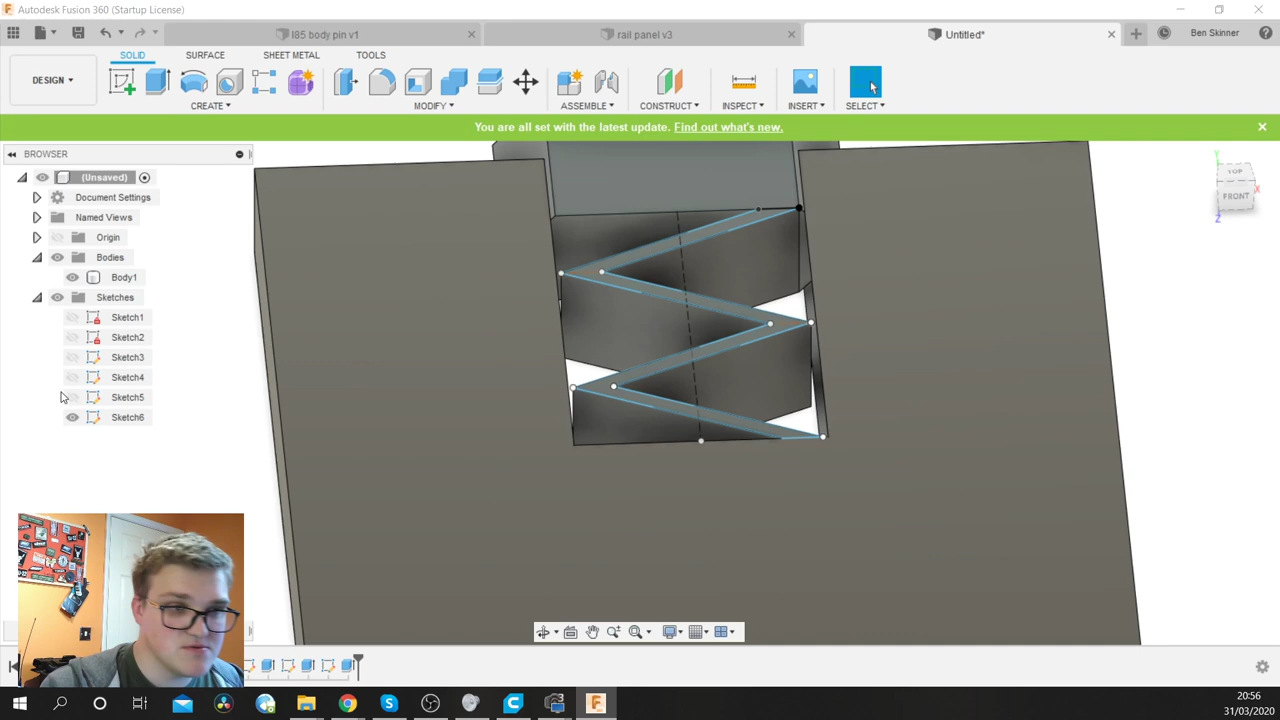 Autodesk Fusion 360 (Startup License)
l85 body pin v1
rail panel v3
Untitled*
Ben Skinner
SOLID SURFACE SHEET METAL TOOLS
DESIGN
CREATE MODIFY ASSEMBLE CONSTRUCT INSPECT INSERT SELECT
You are all set with the latest update. Find out what's new.
BROWSER
(Unsaved)
Document Settings
Named Views
Origin
Bodies
Body1
Sketches
Sketch1
Sketch2
Sketch3
Sketch4
Sketch5
Sketch6
Y
TOP
X
FRONT
Z
20:56
31/03/2020